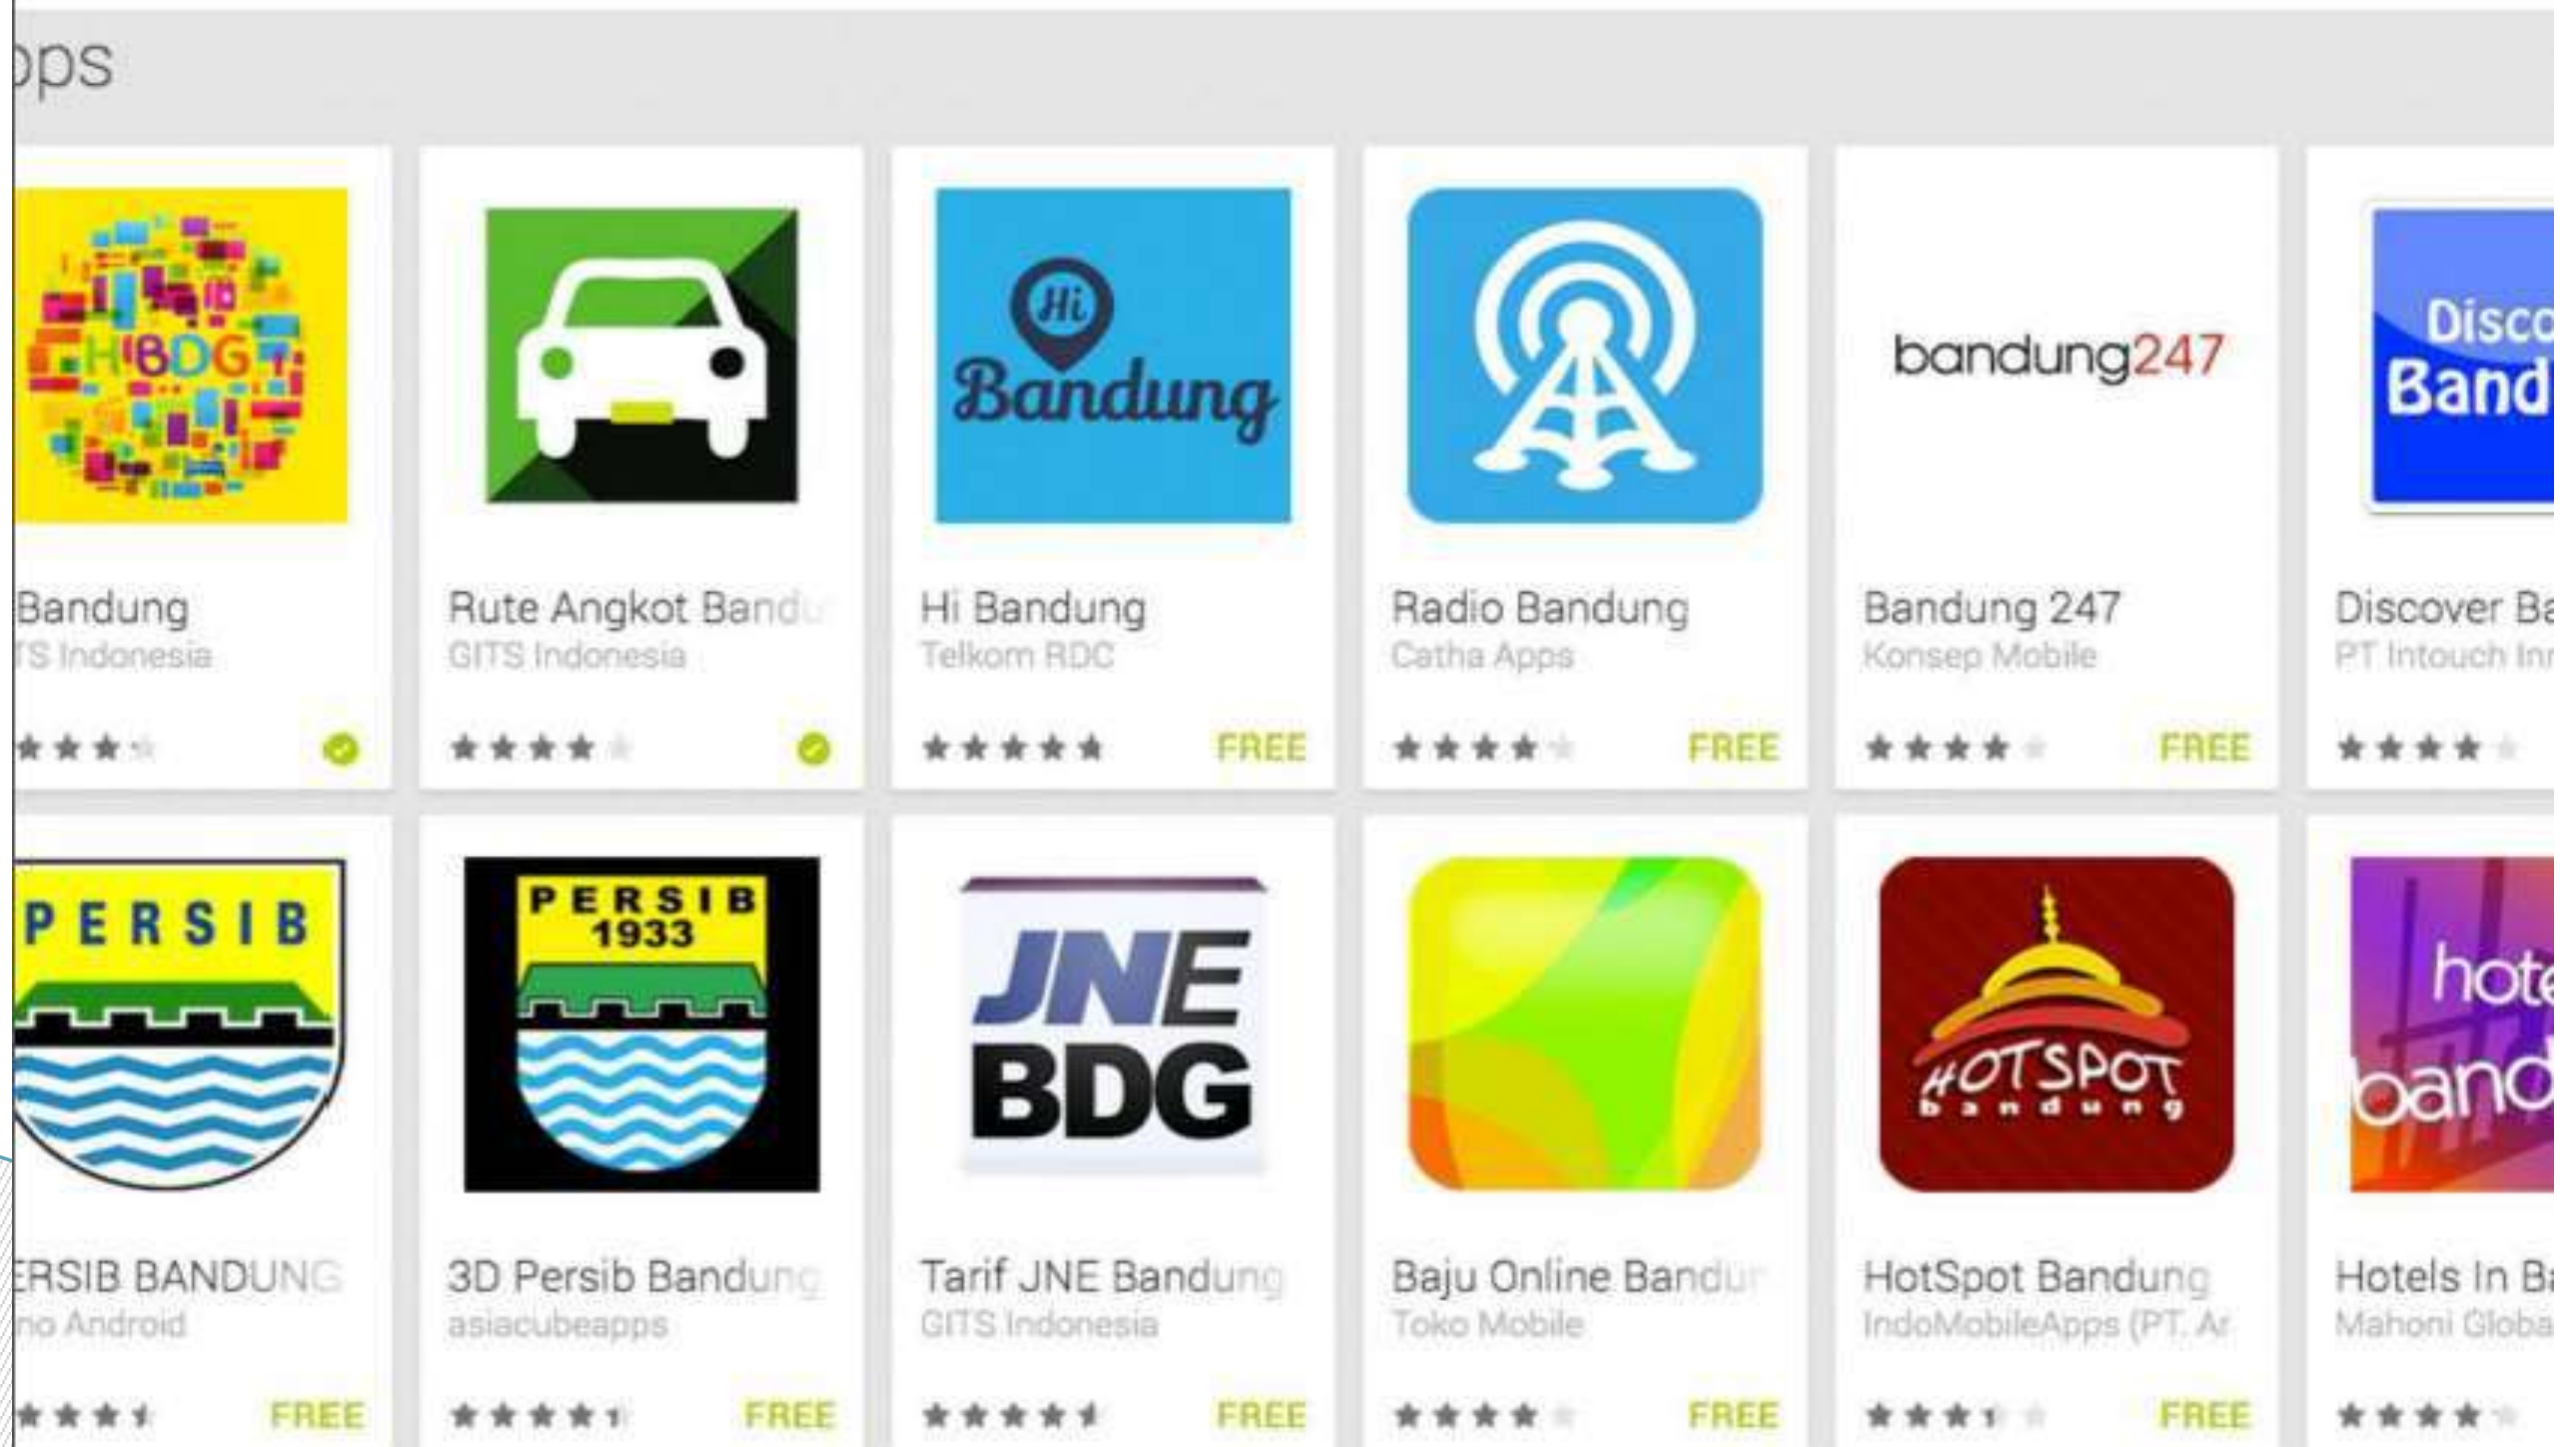 pps
HIBDG
Bandung
TS Indonesia
Rute Angkot Bandu
GITS Indonesia
Hi
Bandung
Hi Bandung
Telkom RDC
FREE
Radio Bandung
Catha Apps
FREE
bandung247
Bandung 247
Konsep Mobile
FREE
Disco
Band
Discover Ba
PT Intouch Inn
PERSIB
ERSIB BANDUNG
no Android
FREE
PERSIB
1933
3D Persib Bandung
asiacubeapps
FREE
JNE
BDG
Tarif JNE Bandung
GITS Indonesia
FREE
Baju Online Bandun
Toko Mobile
FREE
HOTSPOT
bandung
HotSpot Bandung
IndoMobileApps (PT. Ar
FREE
hote
band
Hotels In Ba
Mahoni Globa